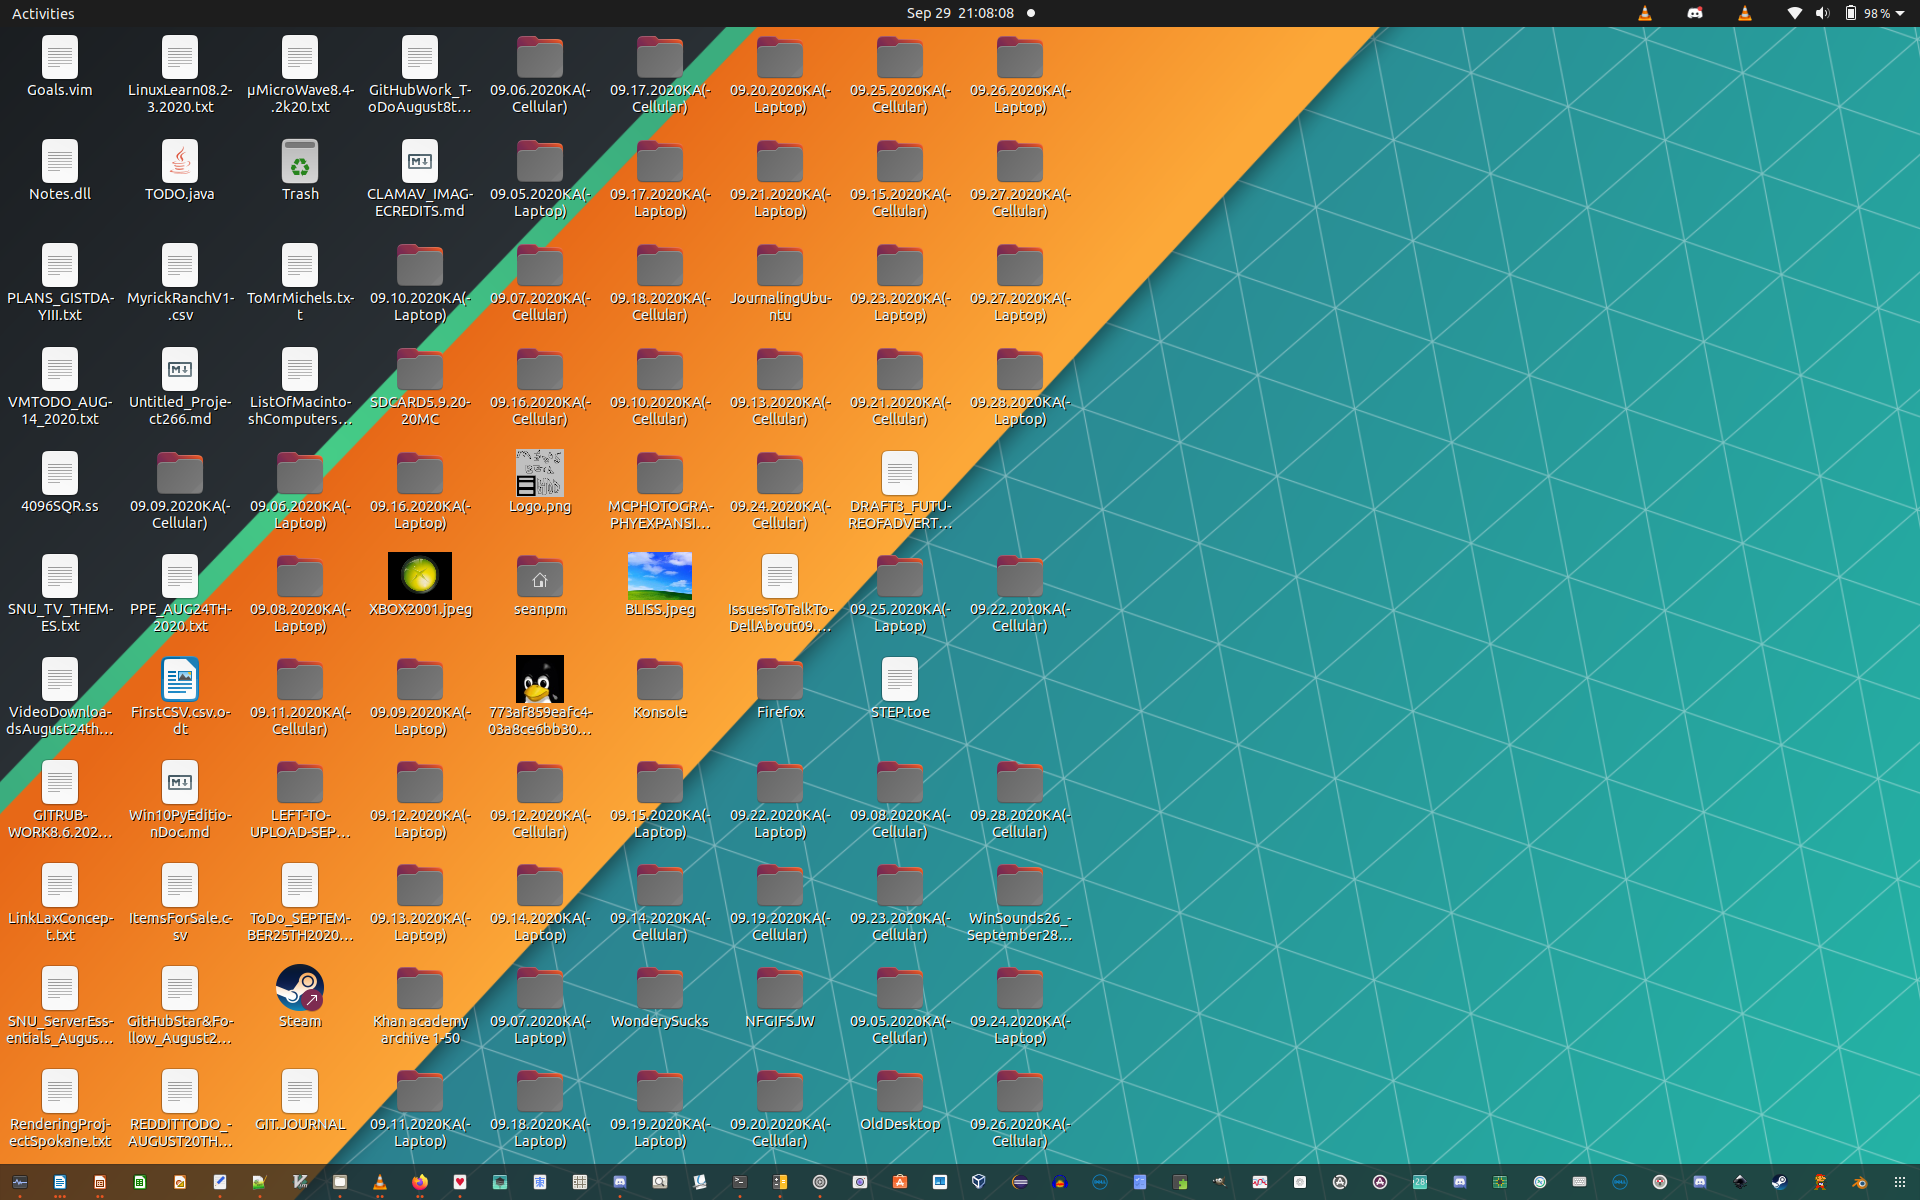 Activities
Sep 29 21:08:08
98 %
Goals.vim
LinuxLearn08.2-
3.2020.txt
µMicroWave8.4-
.2k20.txt
GitHubWork_T-
oDoAugust8t...
09.06.2020KA(-
Cellular)
09.17.2020KA(-
Cellular)
09.20.2020KA(-
Laptop)
09.25.2020KA(-
Cellular)
09.26.2020KA(-
Laptop)
Notes.dll
TODO.java
Trash
CLAMAV_IMAG-
ECREDITS.md
09.05.2020KA(-
Laptop)
09.17.2020KA(-
Laptop)
09.21.2020KA(-
Laptop)
09.15.2020KA(-
Cellular)
09.27.2020KA(-
Cellular)
PLANS_GISTDA-
YIII.txt
MyrickRanchV1-
.csv
ToMrMichels.tx-
t
09.10.2020KA(-
Laptop)
09.07.2020KA(-
Cellular)
09.18.2020KA(-
Cellular)
JournalingUbu-
ntu
09.23.2020KA(-
Laptop)
09.27.2020KA(-
Laptop)
VMTODO_AUG-
14_2020.txt
Untitled_Proje-
ct266.md
ListOfMacinto-
shComputers...
SDCARD5.9.20-
20MC
09.16.2020KA(-
Cellular)
09.10.2020KA(-
Cellular)
09.13.2020KA(-
Cellular)
09.21.2020KA(-
Cellular)
09.28.2020KA(-
Laptop)
4096SQR.ss
09.09.2020KA(-
Cellular)
09.06.2020KA(-
Laptop)
09.16.2020KA(-
Laptop)
Logo.png
MCPHOTOGRA-
PHYEXPANSI...
09.24.2020KA(-
Cellular)
DRAFT3_FUTU-
REOFADVERT...
SNU_TV_THEM-
ES.txt
PPE_AUG24TH-
2020.txt
09.08.2020KA(-
Laptop)
XBOX2001.jpeg
seanpm
BLISS.jpeg
IssuesToTalkTo-
DellAbout09....
09.25.2020KA(-
Laptop)
09.22.2020KA(-
Cellular)
VideoDownloa-
dsAugust24th...
FirstCSV.csv.o-
dt
09.11.2020KA(-
Cellular)
09.09.2020KA(-
Laptop)
773af859eafc4-
03a8ce6bb30...
Konsole
Firefox
STEP.toe
GITRUB-
WORK8.6.202...
Win10PyEditio-
nDoc.md
LEFT-TO-
UPLOAD-SEP...
09.12.2020KA(-
Laptop)
09.12.2020KA(-
Cellular)
09.15.2020KA(-
Laptop)
09.22.2020KA(-
Laptop)
09.08.2020KA(-
Cellular)
09.28.2020KA(-
Cellular)
LinkLaxConcep-
t.txt
ItemsForSale.c-
sv
ToDo_SEPTEM-
BER25TH2020...
09.13.2020KA(-
Laptop)
09.14.2020KA(-
Laptop)
09.14.2020KA(-
Cellular)
09.19.2020KA(-
Cellular)
09.23.2020KA(-
Cellular)
WinSounds26_-
September28...
SNU_ServerEss-
entials_Augus...
GitHubStar&Fo-
llow_August2...
Steam
Khan academy
archive 1-50
09.07.2020KA(-
Laptop)
WonderySucks
NFGIFSJW
09.05.2020KA(-
Cellular)
09.24.2020KA(-
Laptop)
RenderingProj-
ectSpokane.txt
REDDITTODO_-
AUGUST20TH...
GIT.JOURNAL
09.11.2020KA(-
Laptop)
09.18.2020KA(-
Laptop)
09.19.2020KA(-
Laptop)
09.20.2020KA(-
Cellular)
OldDesktop
09.26.2020KA(-
Cellular)